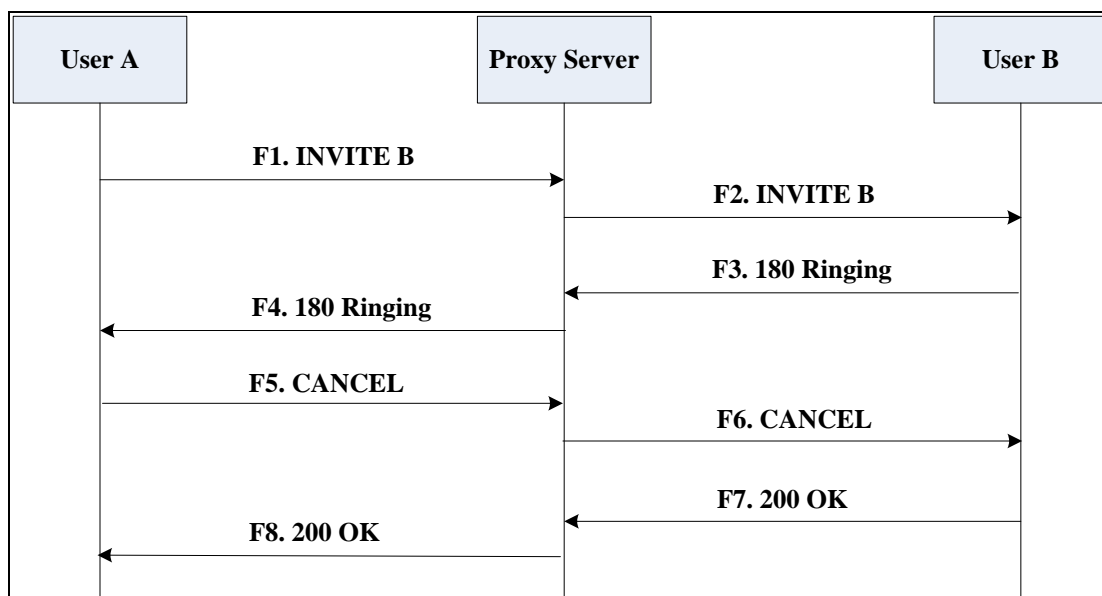 User A
Proxy Server
User B
F1. INVITE B
F2. INVITE B
F3. 180 Ringing
F4. 180 Ringing
F5. CANCEL
F6. CANCEL
F7. 200 OK
F8. 200 OK